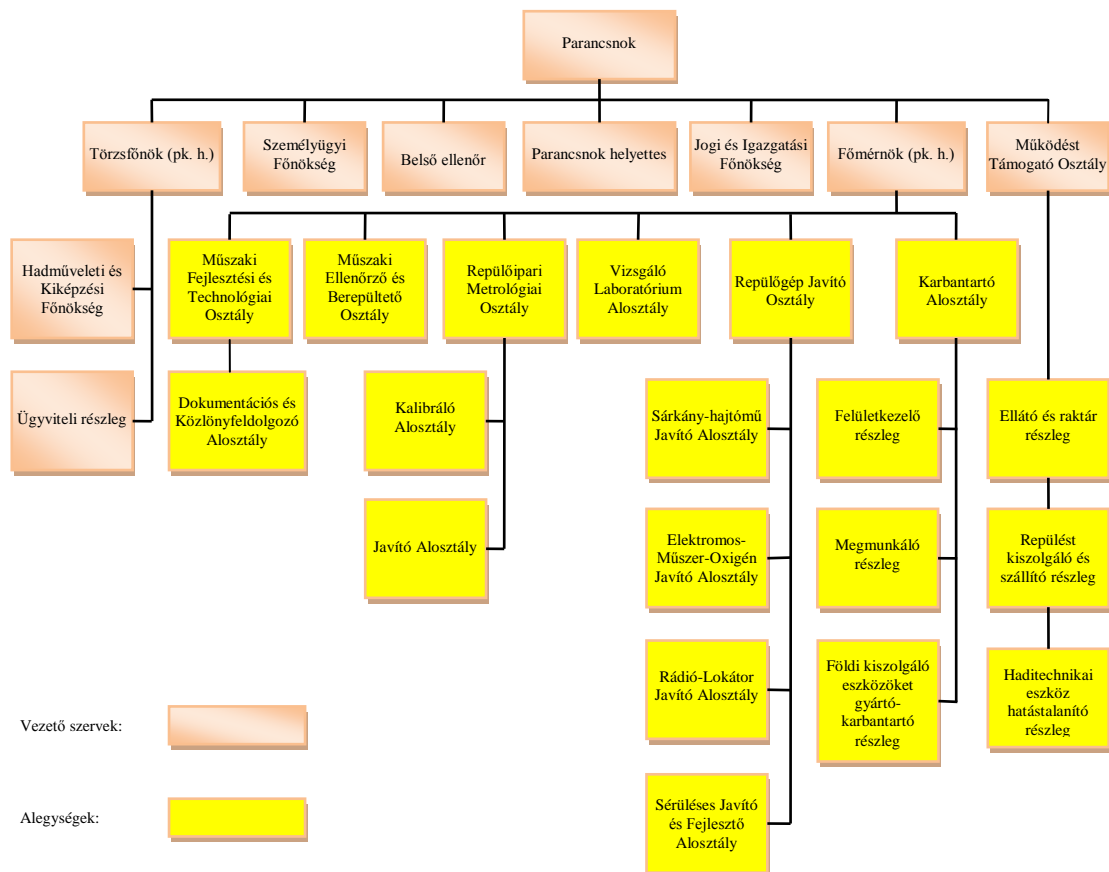 Parancsnok
Törzsfőnök (pk. h.)
Személyügyi
Főnökség
Belső ellenőr
Parancsnok helyettes
Jogi és Igazgatási
Főnökség
Főmérnök (pk. h.)
Működést
Támogató Osztály
Hadműveleti és
Kiképzési
Főnökség
Műszaki
Fejlesztési és
Technológiai
Osztály
Műszaki
Ellenőrző és
Berepültető
Osztály
Repülőipari
Metrológiai
Osztály
Vizsgáló
Laboratórium
Alosztály
Repülőgép Javító
Osztály
Karbantartó
Alosztály
Ügyviteli részleg
Dokumentációs és
Közlönyfeldolgozó
Alosztály
Kalibráló
Alosztály
Sárkány-hajtómű
Javító Alosztály
Felületkezelő
részleg
Ellátó és raktár
részleg
Javító Alosztály
Elektromos-
Műszer-Oxigén
Javító Alosztály
Megmunkáló
részleg
Repülést
kiszolgáló és
szállító részleg
Rádió-Lokátor
Javító Alosztály
Földi kiszolgáló
eszközöket
gyártó-
karbantartó
részleg
Haditechnikai
eszköz
hatástalanító
részleg
Vezető szervek:
Alegységek:
Sérüléses Javító
és Fejlesztő
Alosztály